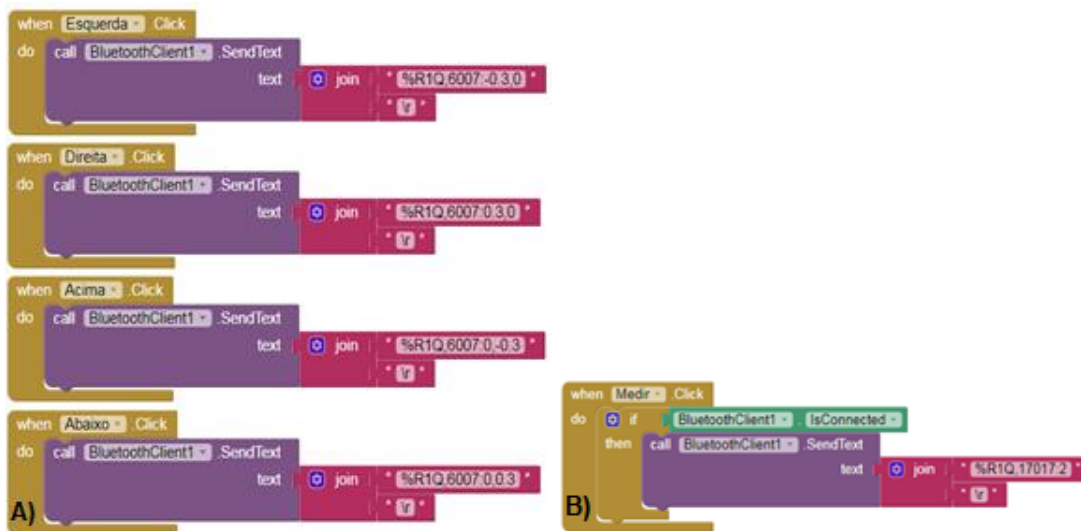 when Esquerda .Click
do call BluetoothClient1 .SendText
text join "%R1Q,6007:-0.3,0"
"\r"
when Direita .Click
do call BluetoothClient1 .SendText
text join "%R1Q,6007:0.3,0"
"\r"
when Acima .Click
do call BluetoothClient1 .SendText
text join "%R1Q,6007:0,-0.3"
"\r"
when Abaixo .Click
do call BluetoothClient1 .SendText
text join "%R1Q,6007:0,0.3"
"\r"
A)
when Medir .Click
do if BluetoothClient1 . IsConnected
then call BluetoothClient1 .SendText
text join "%R1Q,17017:2"
"\r"
B)